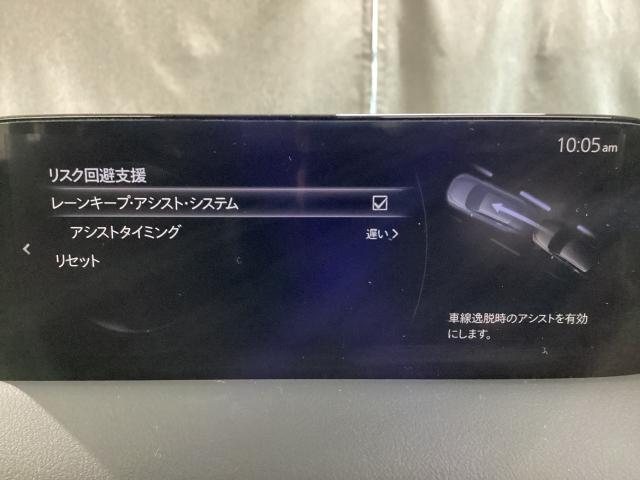 10:05am
リスク回避支援
レーンキープ・アシスト・システム
アシストタイミング 遅い
リセット
車線逸脱時のアシストを有効
にします。